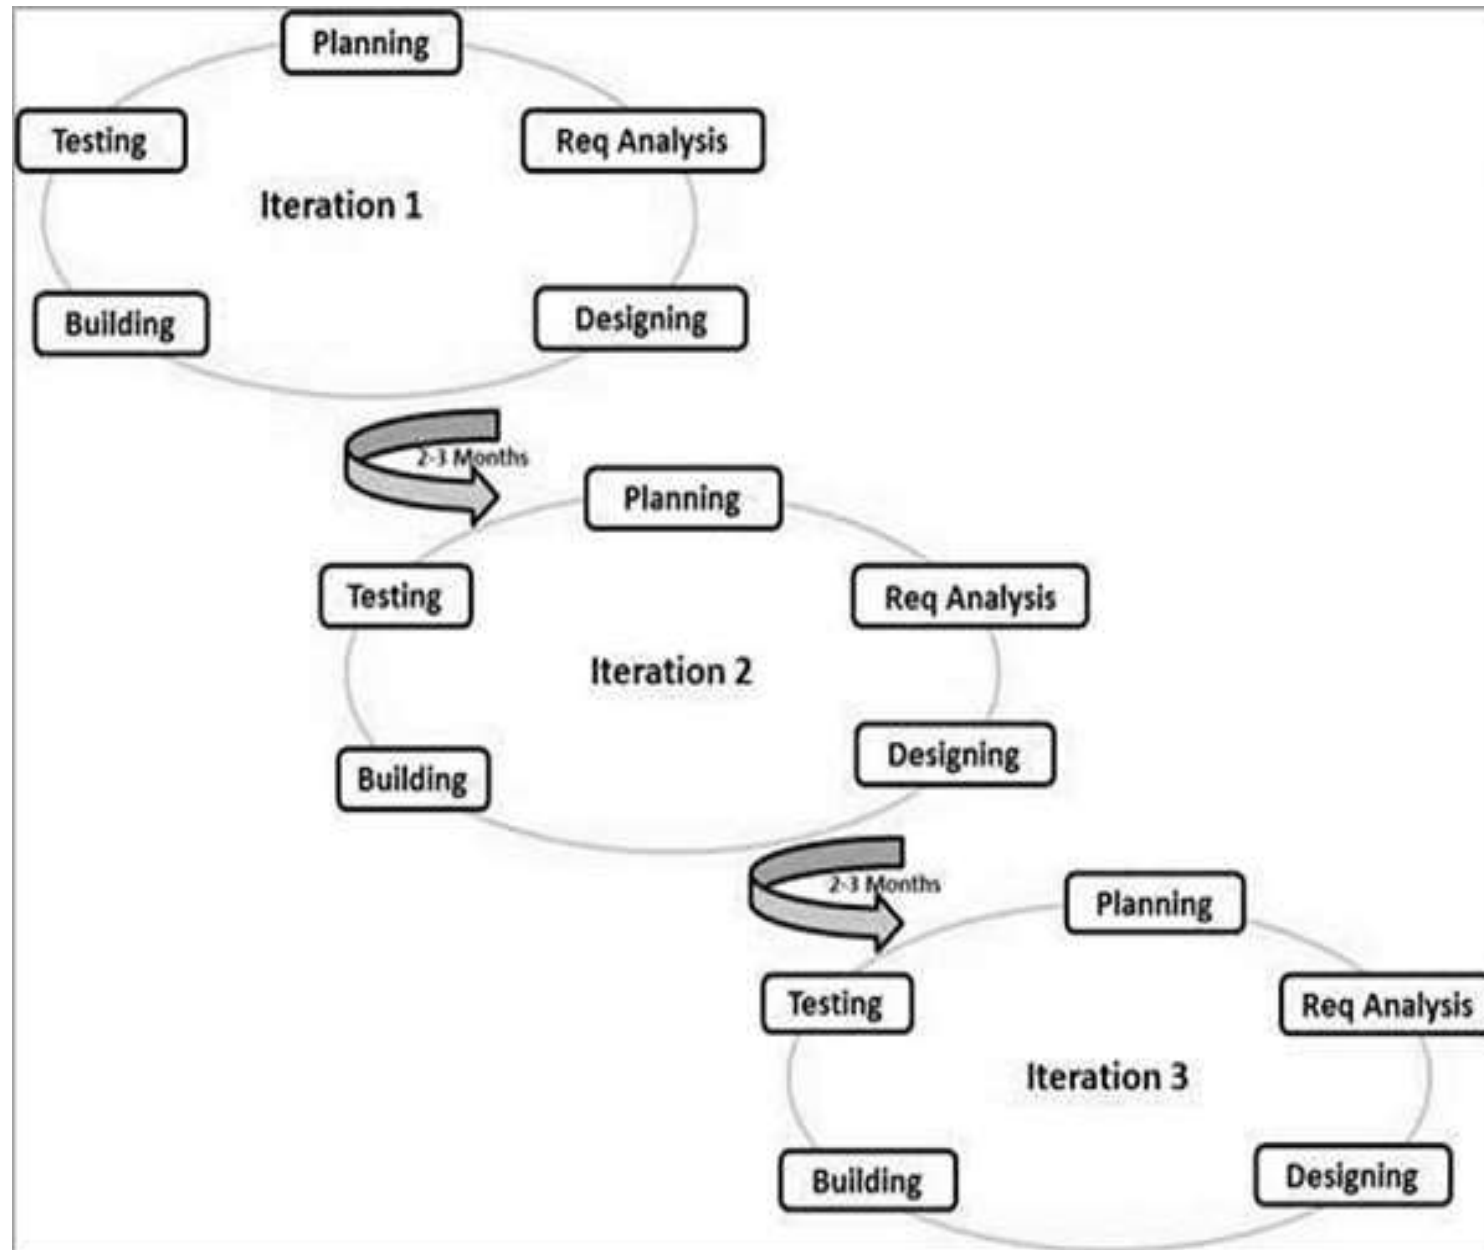 Planning
Testing
Req Analysis
Iteration 1
Building
Designing
2-3 Months
Planning
Testing
Req Analysis
Iteration 2
Designing
Building
2-3 Months
Planning
Testing
Req Analysis
Iteration 3
Building
Designing